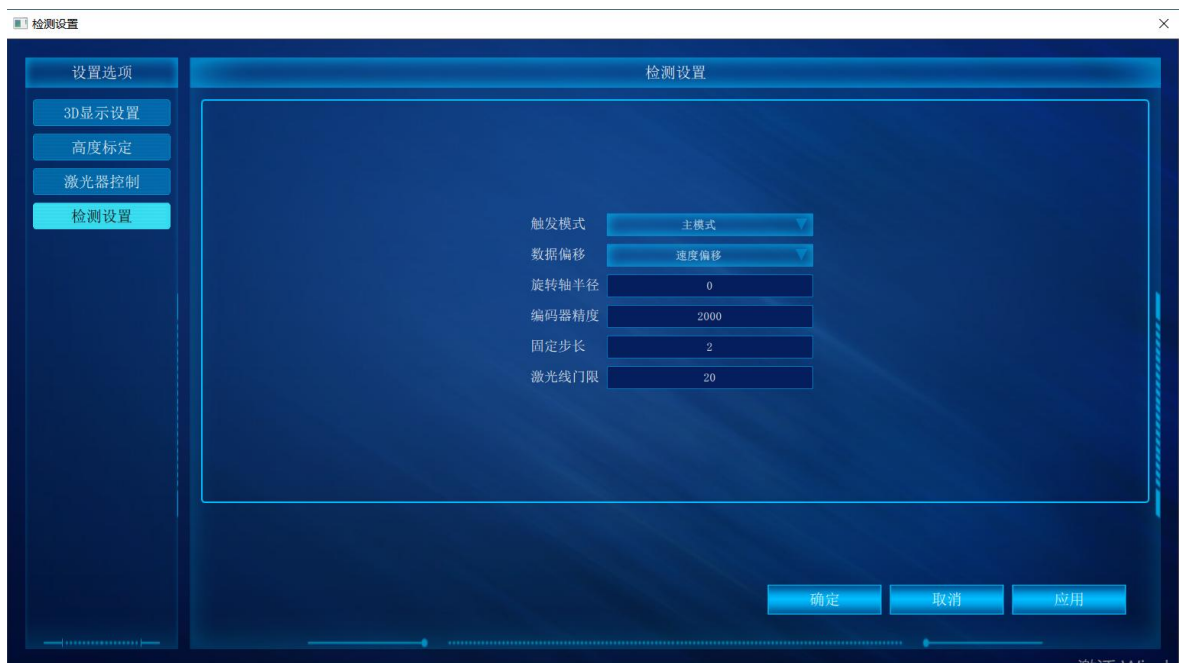 检测设置
设置选项
检测设置
3D显示设置
高度标定
激光器控制
检测设置
触发模式 主模式
数据偏移 速度偏移
旋转轴半径 0
编码器精度 2000
固定步长 2
激光线门限 20
确定 取消 应用